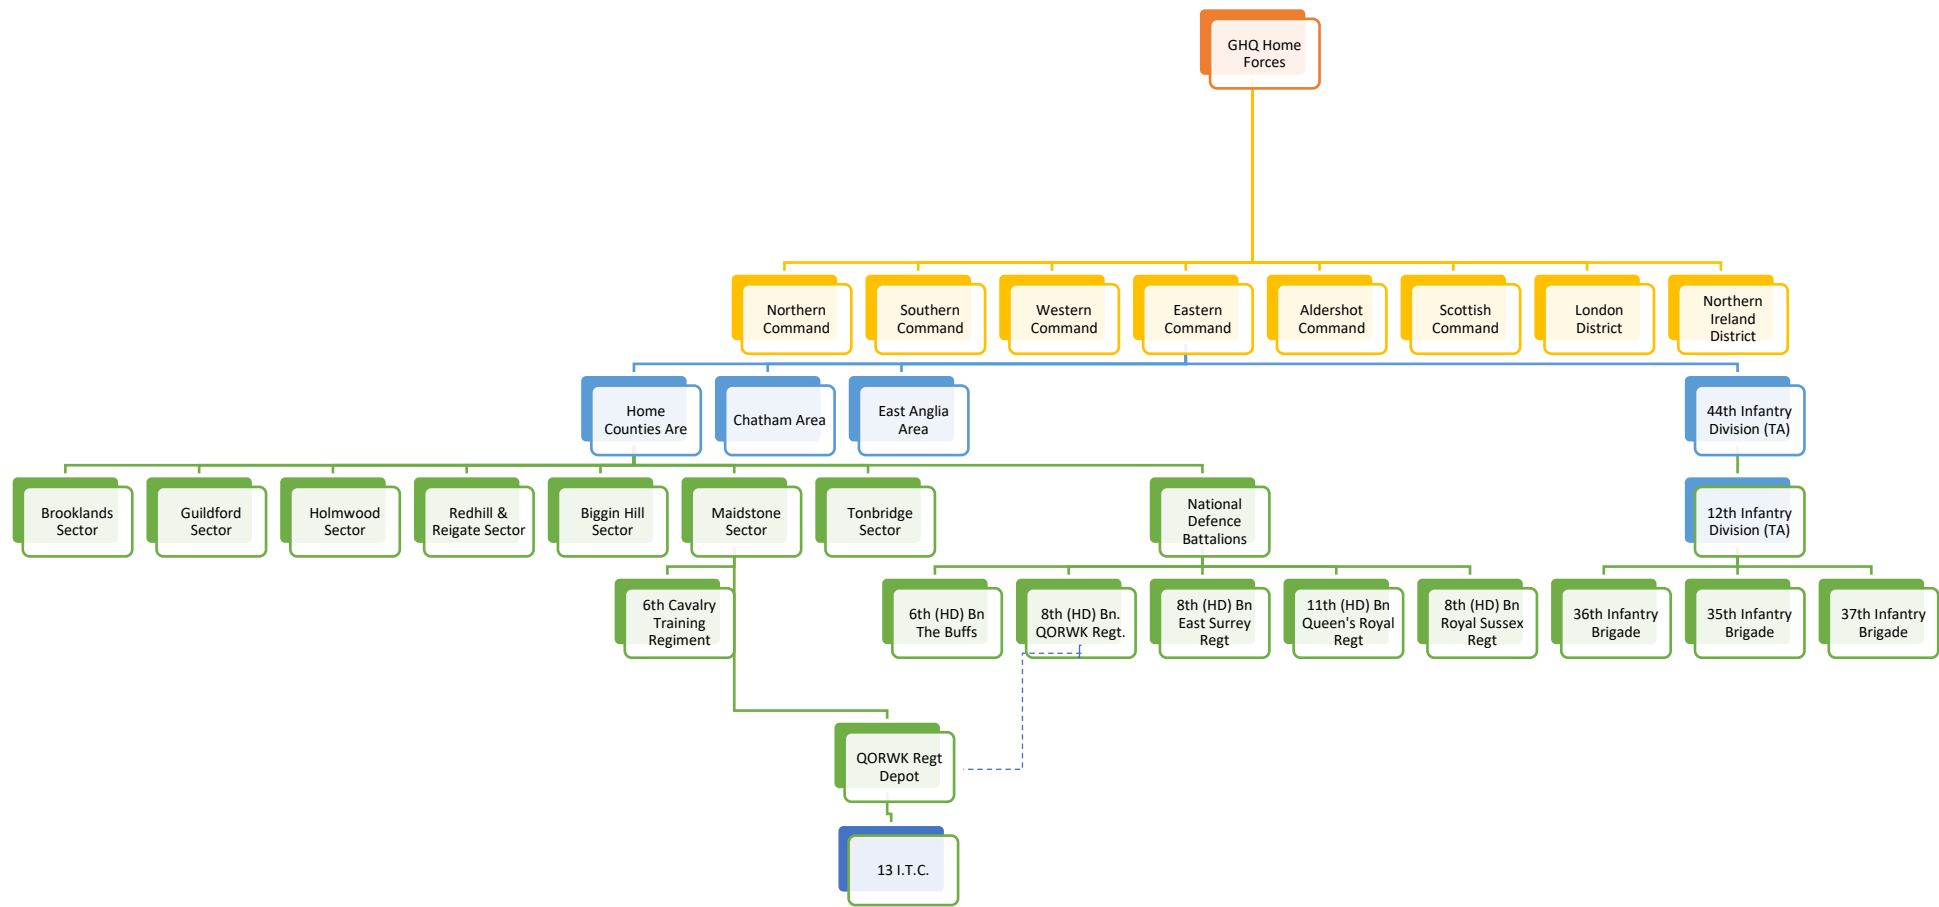 GHQ Home
Forces
Northern
Command
Southern
Command
Western
Command
Eastern
Command
Aldershot
Command
Scottish
Command
London
District
Northern
Ireland
District
Home
Counties Are
Chatham Area
East Anglia
Area
44th Infantry
Division (TA)
Brooklands
Sector
Guildford
Sector
Holmwood
Sector
Redhill &
Reigate Sector
Biggin Hill
Sector
Maidstone
Sector
Tonbridge
Sector
National
Defence
Battalions
12th Infantry
Division (TA)
6th Cavalry
Training
Regiment
6th (HD) Bn
The Buffs
8th (HD) Bn.
QORWK Regt.
8th (HD) Bn
East Surrey
Regt
11th (HD) Bn
Queen's Royal
Regt
8th (HD) Bn
Royal Sussex
Regt
36th Infantry
Brigade
35th Infantry
Brigade
37th Infantry
Brigade
QORWK Regt
Depot
13 I.T.C.